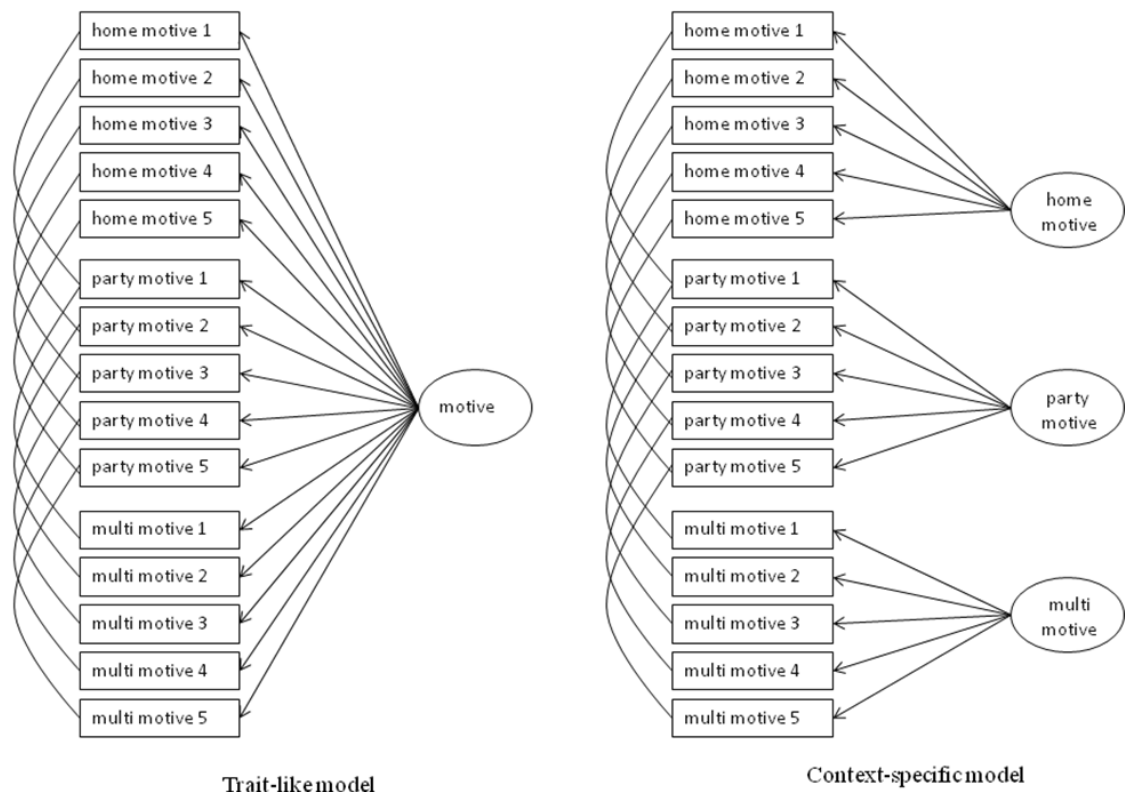 home motive 1
home motive 2
home motive 3
home motive 4
home motive 5
party motive 1
party motive 2
party motive 3
party motive 4
party motive 5
multi motive 1
multi motive 2
multi motive 3
multi motive 4
multi motive 5
motive
Trait-like model
home motive 1
home motive 2
home motive 3
home motive 4
home motive 5
party motive 1
party motive 2
party motive 3
party motive 4
party motive 5
multi motive 1
multi motive 2
multi motive 3
multi motive 4
multi motive 5
home
motive
party
motive
multi
motive
Context-specific model